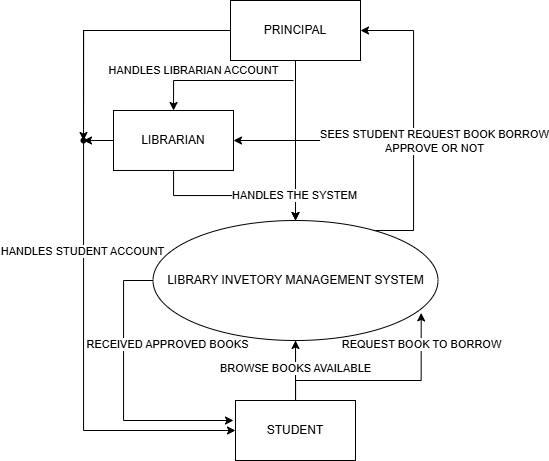 PRINCIPAL
HANDLES LIBRARIAN ACCOUNT
LIBRARIAN
SEES STUDENT REQUEST BOOK BORROW
APPROVE OR NOT
HANDLES THE SYSTEM
HANDLES STUDENT ACCOUNT
LIBRARY INVETORY MANAGEMENT SYSTEM
RECEIVED APPROVED BOOKS
REQUEST BOOK TO BORROW
BROWSE BOOKS AVAILABLE
STUDENT